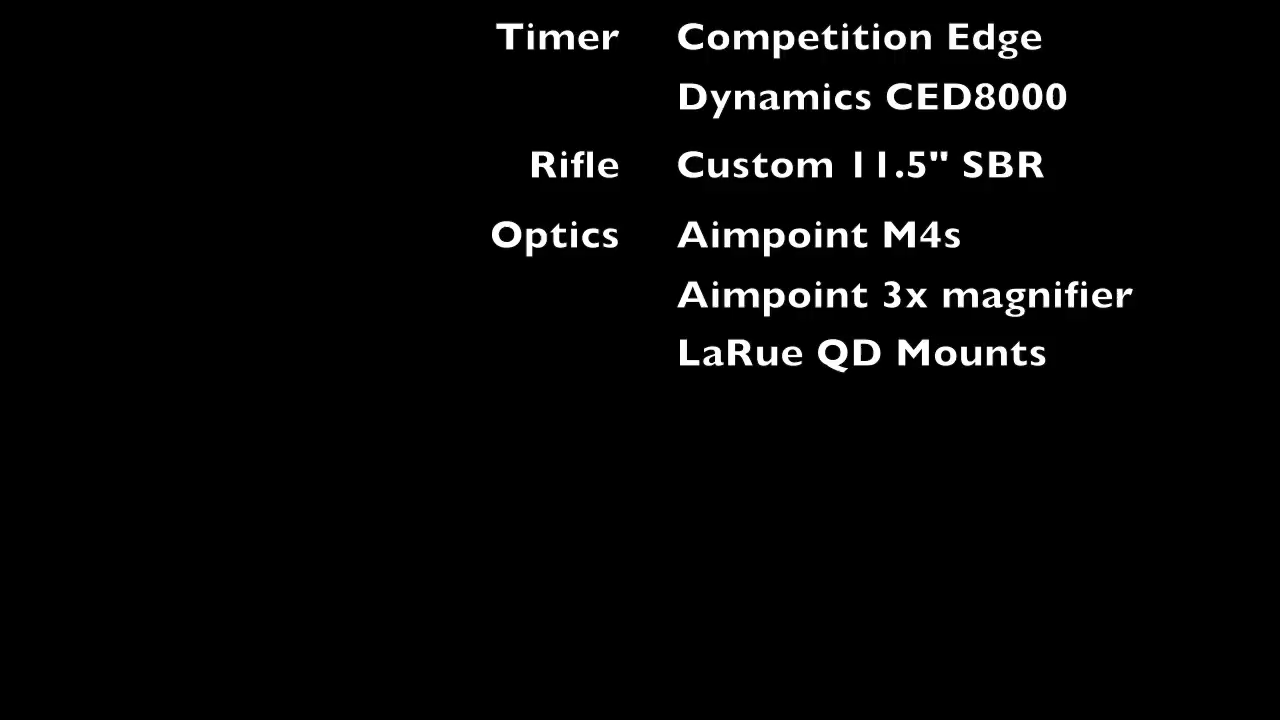 Timer Competition Edge
Dynamics CED8000
Rifle Custom 11.5" SBR
Optics Aimpoint M4s
Aimpoint 3x magnifier
LaRue QD Mounts